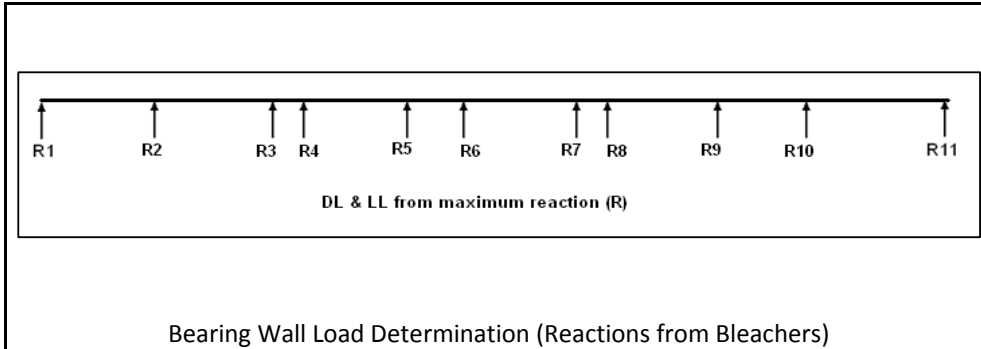 R1 R2 R3 R4 R5 R6 R7 R8 R9 R10 R11
DL & LL from maximum reaction (R)
Bearing Wall Load Determination (Reactions from Bleachers)